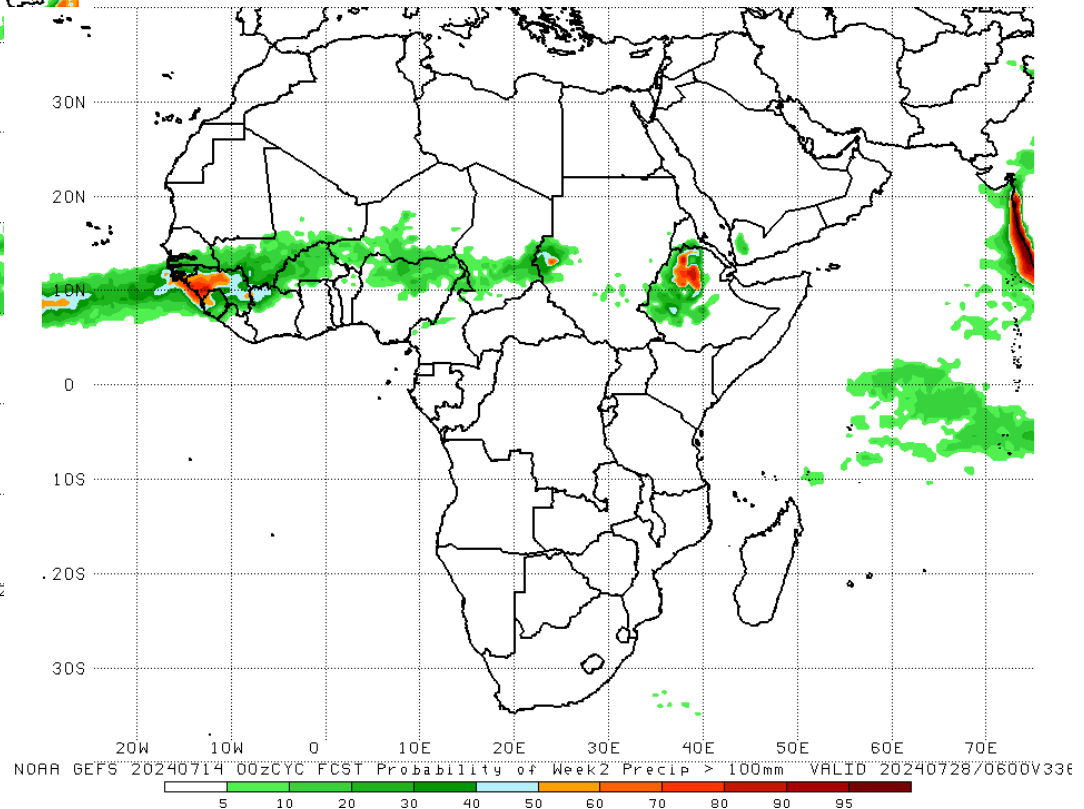 30N
20N
10N
0
10S
20S
30S
20W 10W 0 10E 20E 30E 40E 50E 60E 70E
NOAA GEFS 20240714 00zCYC FCST Probability of Week2 Precip > 100mm VALID 20240728/0600V336
5 10 20 30 40 50 60 70 80 90 95